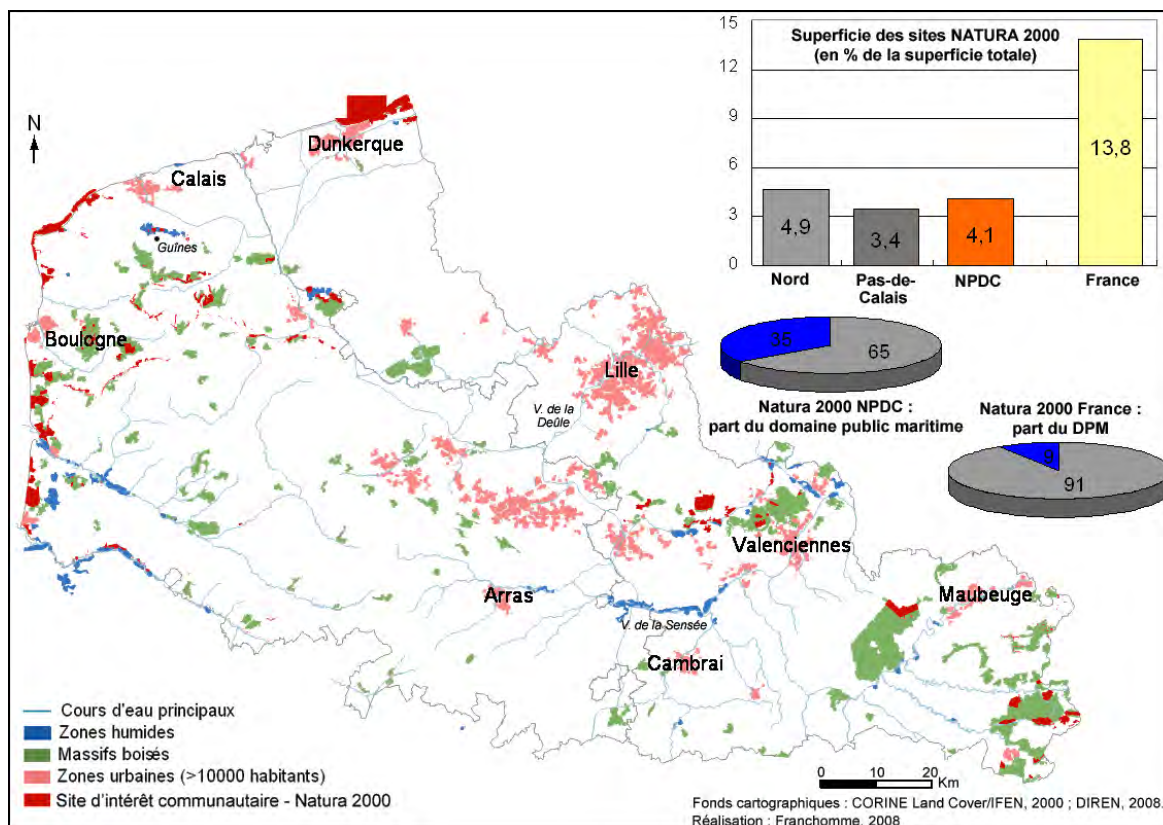 Superficie des sites NATURA 2000
(en % de la superficie totale)
15
12
9
6
3
0
4,9
3,4
4,1
13,8
Nord
Pas-de-
Calais
NPDC
France
35
65
Natura 2000 NPDC :
part du domaine public maritime
Natura 2000 France :
part du DPM
9
91
N
Dunkerque
Calais
Guînes
Boulogne
Lille
V. de la
Deûle
Valenciennes
Arras
V. de la Sensée
Cambrai
Maubeuge
Cours d'eau principaux
Zones humides
Massifs boisés
Zones urbaines (>10000 habitants)
Site d'intérêt communautaire - Natura 2000
0 10 20
Km
Fonds cartographiques : CORINE Land Cover/IFEN, 2000 ; DIREN, 2008.
Réalisation : Franchomme, 2008